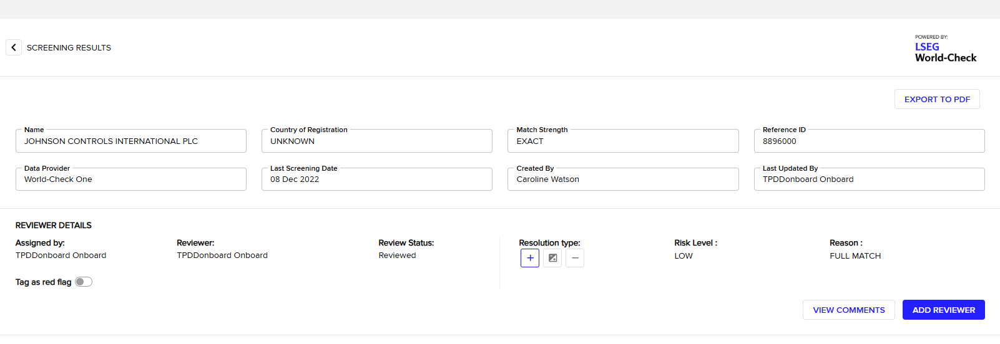 SCREENING RESULTS
POWERED BY:
LSEG
World-Check
EXPORT TO PDF
Name
JOHNSON CONTROLS INTERNATIONAL PLC
Country of Registration
UNKNOWN
Match Strength
EXACT
Reference ID
8896000
Data Provider
World-Check One
Last Screening Date
08 Dec 2022
Created By
Caroline Watson
Last Updated By
TPDDonboard Onboard
REVIEWER DETAILS
Assigned by:
TPDDonboard Onboard
Reviewer:
TPDDonboard Onboard
Review Status:
Reviewed
Resolution type:
Risk Level :
LOW
Reason :
FULL MATCH
Tag as red flag
VIEW COMMENTS
ADD REVIEWER